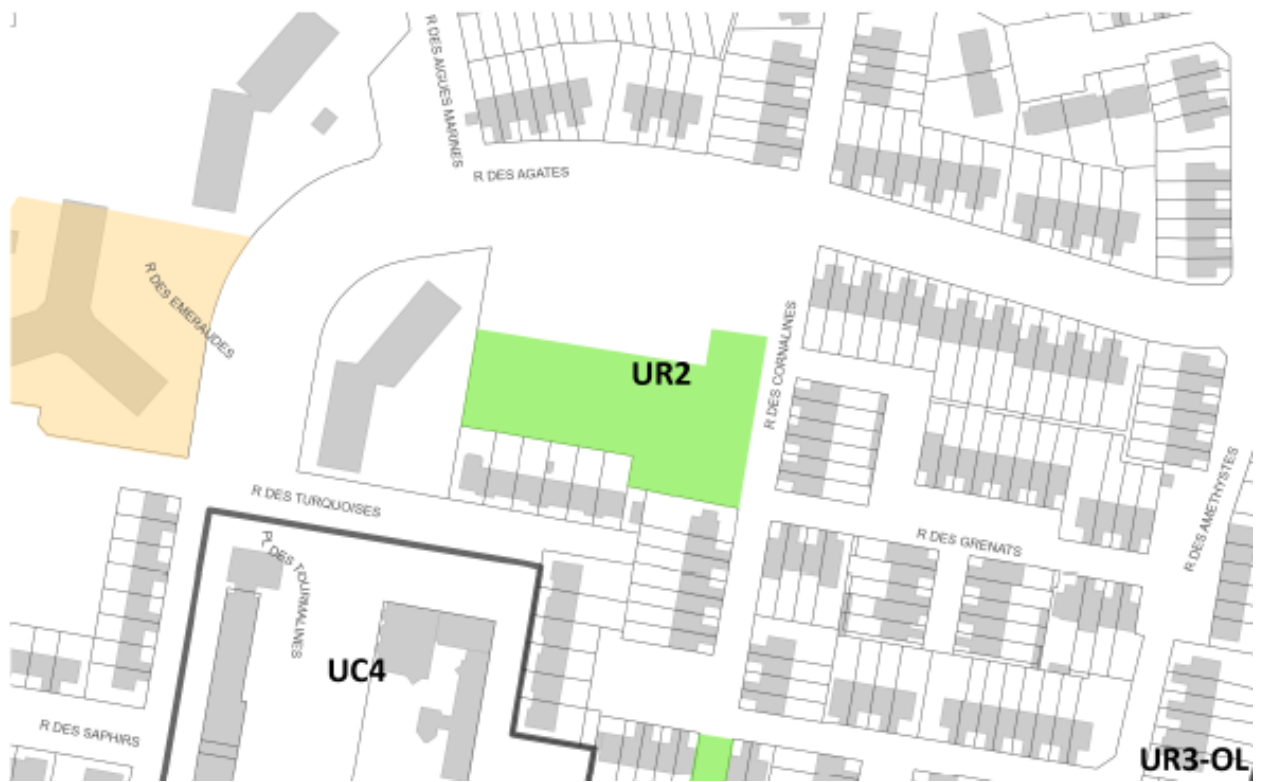 R DES AIGUES MARINES
R DES AGATES
R DES EMERAUDES
UR2
R DES CORNALINES
R DES TURQUOISES
R DES GRENATS
R DES AMETHYSTES
PL DES TOURMALINES
UC4
R DES SAPHIRS
UR3-OL